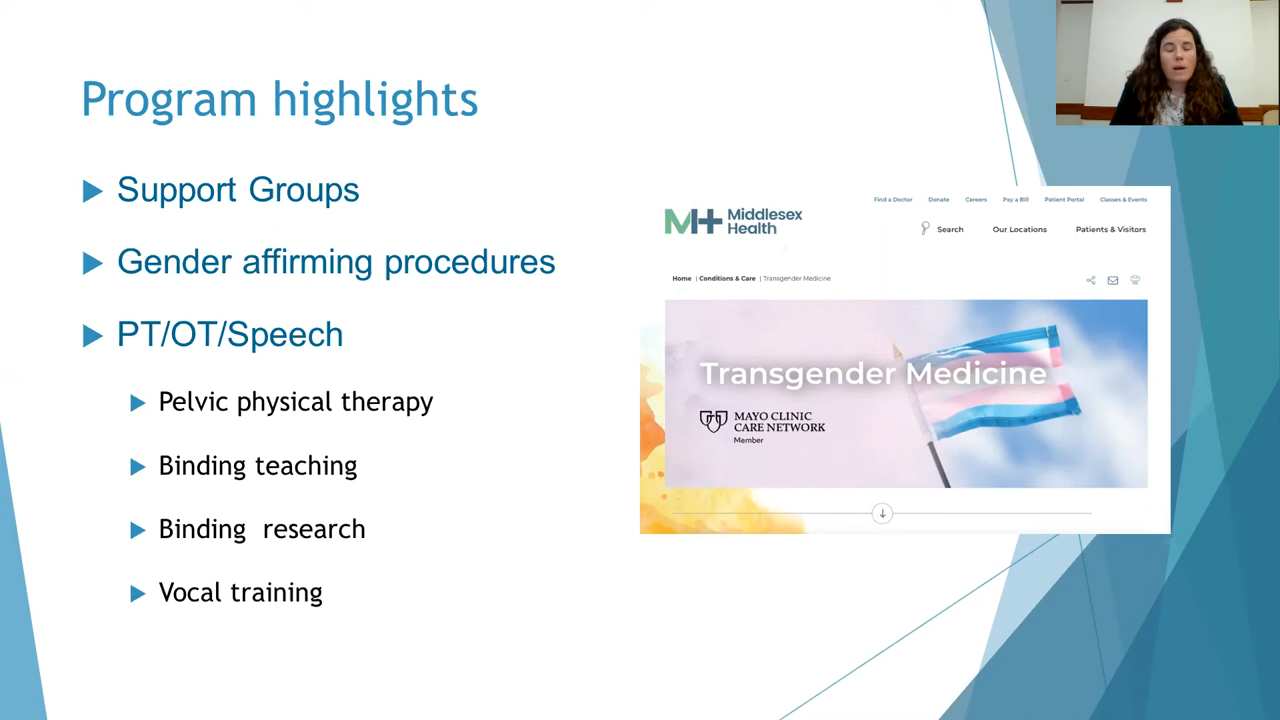 Program highlights
Support Groups
Gender affirming procedures
PT/OT/Speech
Pelvic physical therapy
Binding teaching
Binding research
Vocal training
Find a Doctor Donate Careers Pay a Bill Patient Portal Classes & Events
M+ Middlesex
Health
Search Our Locations Patients & Visitors
Home | Conditions & Care | Transgender Medicine
Transgender Medicine
MAYO CLINIC
CARE NETWORK
Member